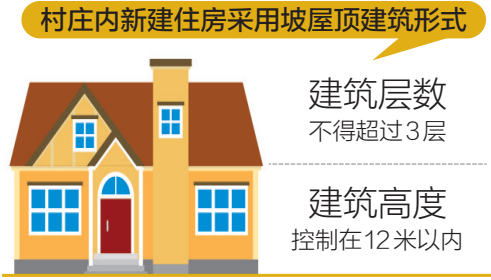 村庄内新建住房采用坡屋顶建筑形式
建筑层数
不得超过3层
建筑高度
控制在12米以内